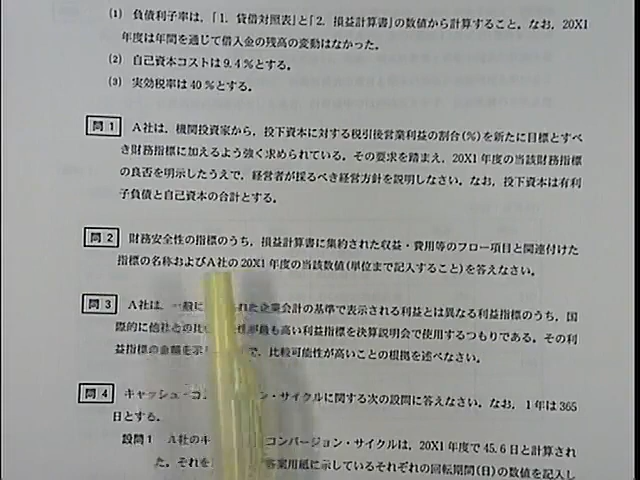 (1) 負債利子率は，「1．貸借対照表」と「2．損益計算書」の数値から計算すること。なお，20X1
年度は年間を通じて借入金の残高の変動はなかった。
(2) 自己資本コストは9.4％とする。
(3) 実効税率は40％とする。
問1 A社は，機関投資家から，投下資本に対する税引後営業利益の割合(％)を新たに目標とすべ
き財務指標に加えるよう強く求められている。その要求を踏まえ，20X1年度の当該財務指標
の良否を明示したうえで，経営者が採るべき経営方針を説明しなさい。なお，投下資本は有利
子負債と自己資本の合計とする。
問2 財務安全性の指標のうち，損益計算書に集約された収益・費用等のフロー項目と関連付けた
指標の名称およびA社の20X1年度の当該数値(単位まで記入すること)を答えなさい。
問3 A社は，一般に れた企業会計の基準で表示される利益とは異なる利益指標のうち，国
際的に他社との比 が最も高い利益指標を決算説明会で使用するつもりである。その利
益指標の金額を示 で，比較可能性が高いことの根拠を述べなさい。
問4 キャッシュ・コ ン・サイクルに関する次の設問に答えなさい。なお，1年は365
日とする。
設問1 A社のキ コンバージョン・サイクルは，20X1年度で45.6日と計算され
た。それを 答案用紙に示しているそれぞれの回転期間(日)の数値を記入し